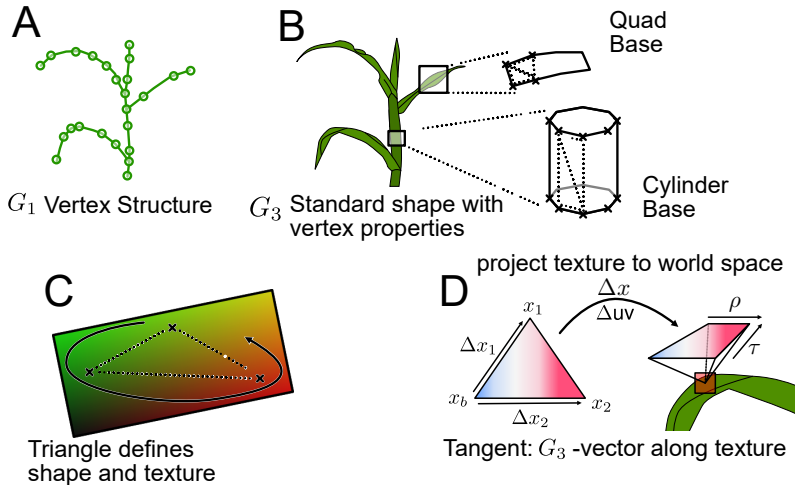 A
G₁ Vertex Structure
B
Quad
Base
Cylinder
Base
G₃ Standard shape with
vertex properties
C
Triangle defines
shape and texture
project texture to world space
D
Δx
Δuv
x₁
Δx₁
x_b
Δx₂
x₂
ρ
τ
Tangent: G₃ -vector along texture